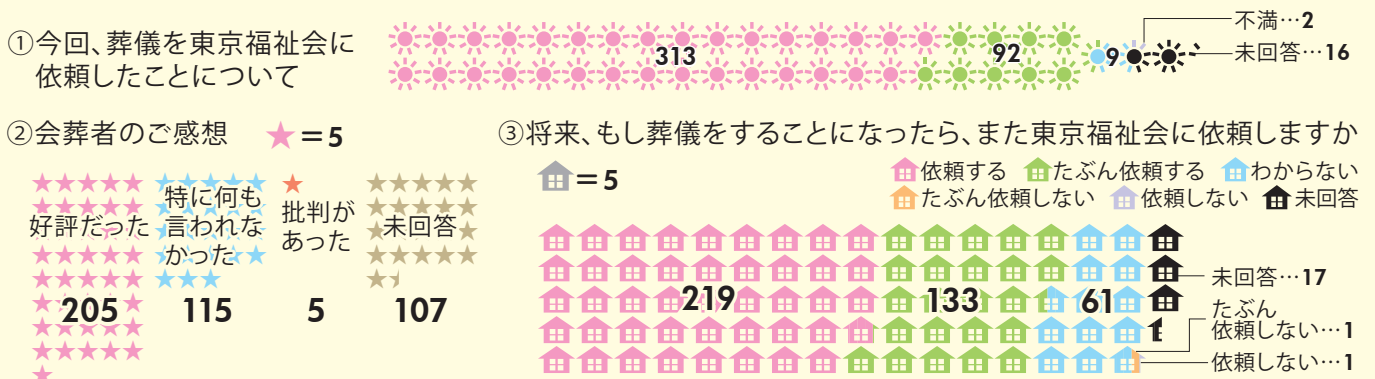 ①今回、葬儀を東京福祉会に
依頼したことについて
313
92
9
不満…2
未回答…16
②会葬者のご感想 ★＝5
好評だった
205
特に何も
言われな
かった
115
批判が
あった
5
未回答
107
③将来、もし葬儀をすることになったら、また東京福祉会に依頼しますか
＝5
依頼する たぶん依頼する わからない
たぶん依頼しない 依頼しない 未回答
219
133
61
未回答…17
たぶん
依頼しない…1
依頼しない…1